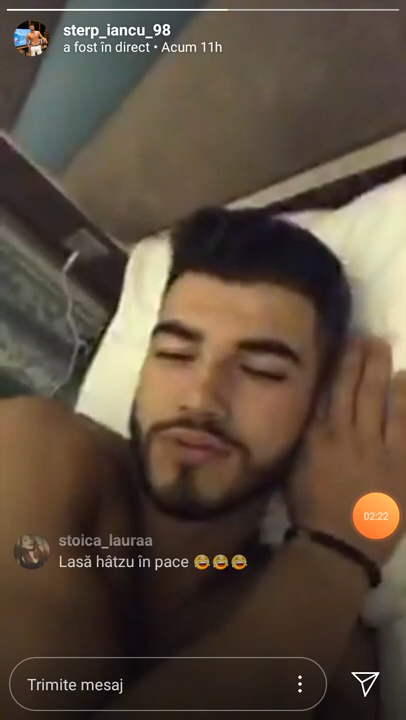 sterp_iancu_98
a fost în direct • Acum 11h
02:22
stoica_lauraa
Lasă hâtzu în pace 😂😂😂
Trimite mesaj